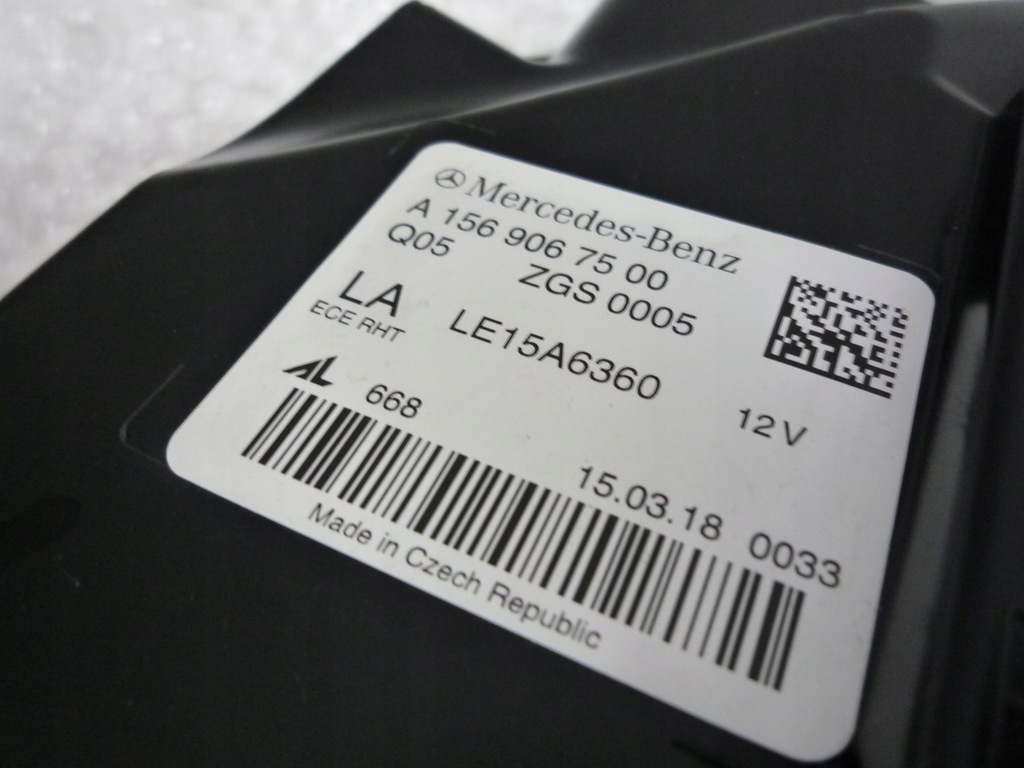 Mercedes-Benz
A 156 906 75 00
Q05 ZGS 0005
LA LE15A6360
ECE RHT
12V
AL 668
15.03.18 0033
Made in Czech Republic